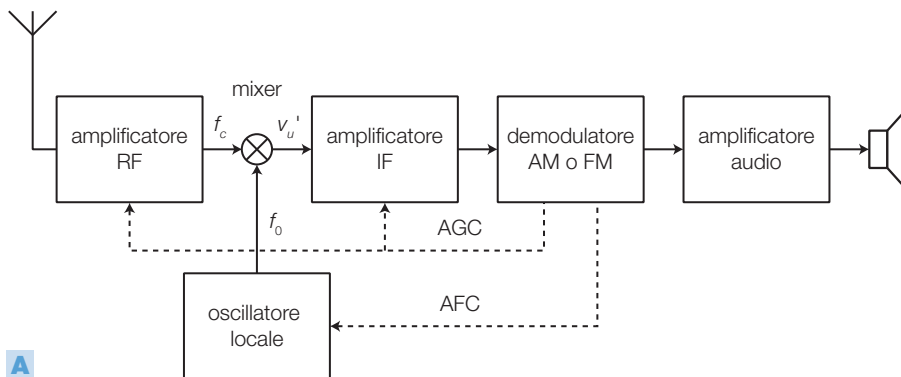 mixer
amplificatore
RF
f_c
v_u'
amplificatore
IF
demodulatore
AM o FM
amplificatore
audio
f_0
AGC
AFC
oscillatore
locale
A